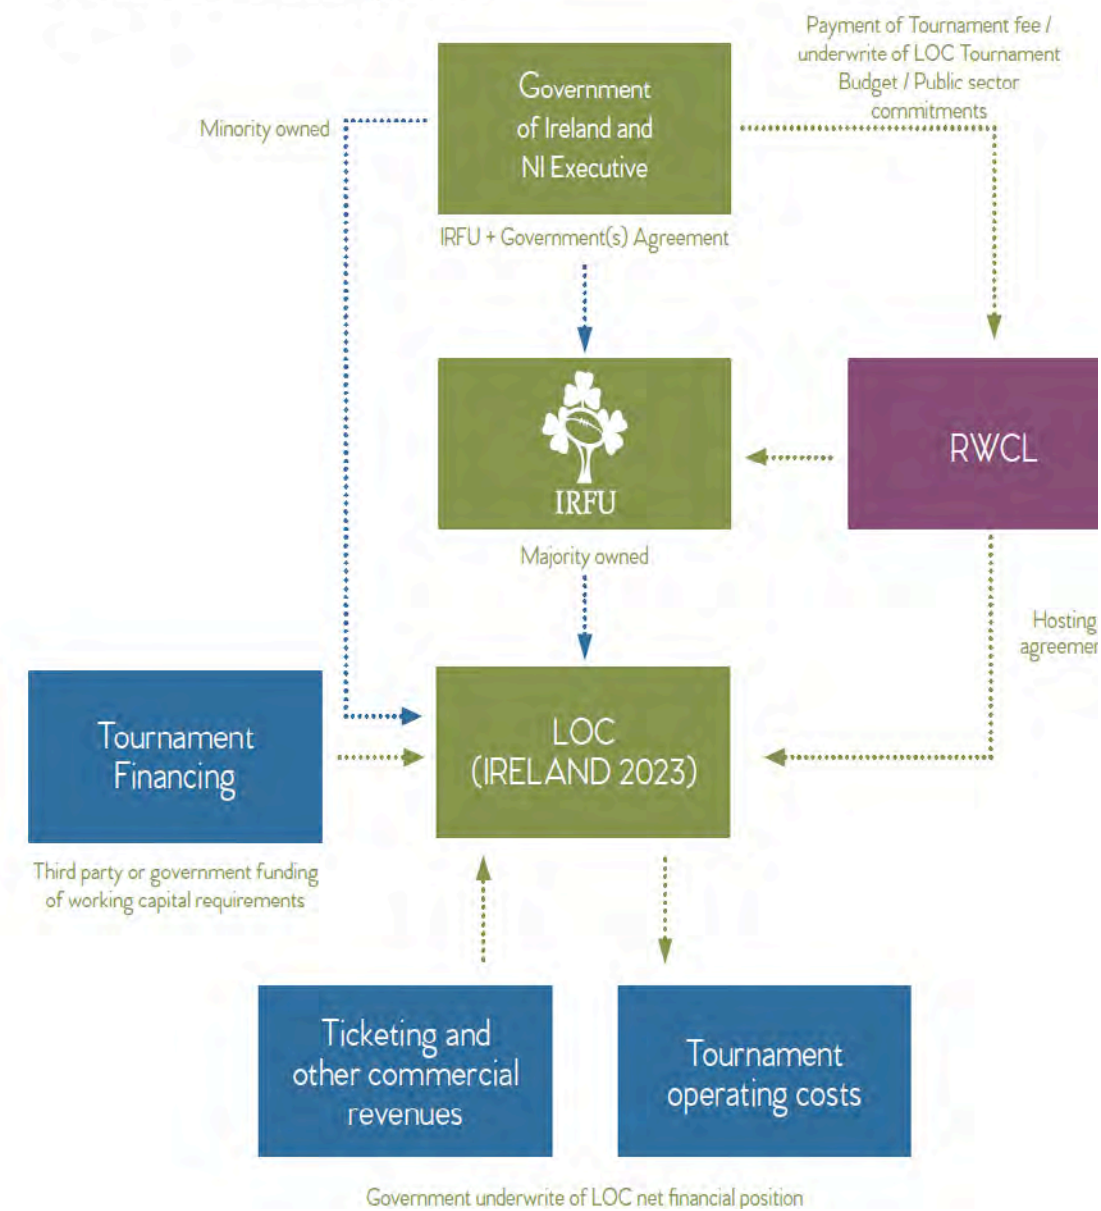 Payment of Tournament fee /
underwrite of LOC Tournament
Budget / Public sector
commitments
Government
of Ireland and
NI Executive
Minority owned
IRFU + Government(s) Agreement
IRFU
RWCL
Majority owned
Hosting
agreemen
Tournament
Financing
LOC
(IRELAND 2023)
Third party or government funding
of working capital requirements
Ticketing and
other commercial
revenues
Tournament
operating costs
Government underwrite of LOC net financial position